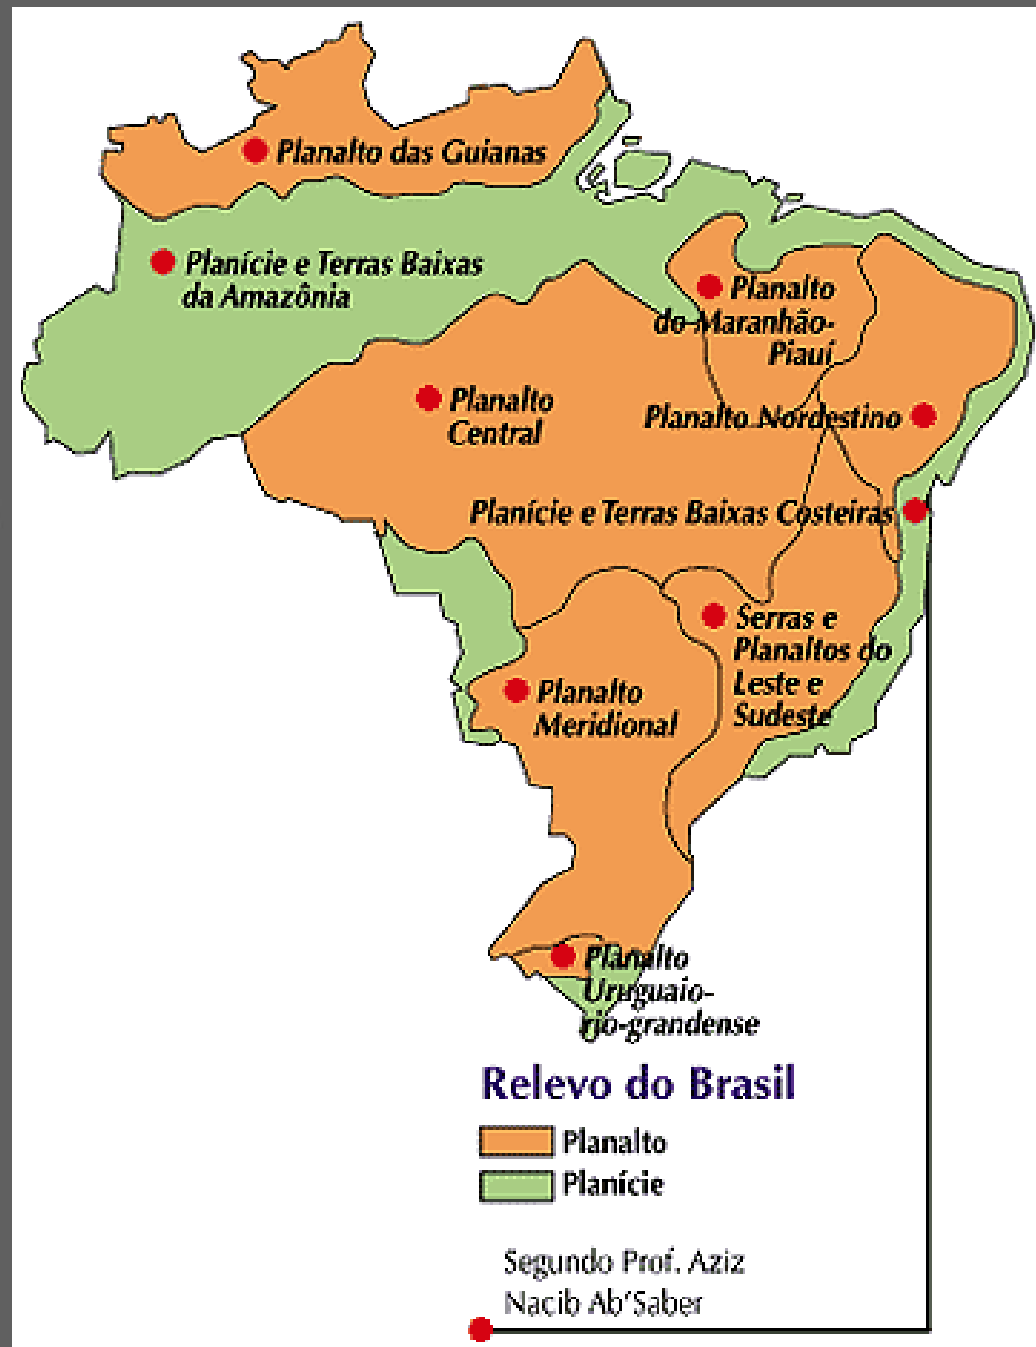 Planalto das Guianas
Planície e Terras Baixas
da Amazônia
Planalto
do Maranhão-
Piauí
Planalto
Central
Planalto Nordestino
Planície e Terras Baixas Costeiras
Serras e
Planaltos do
Leste e
Sudeste
Planalto
Meridional
Planalto
Uruguaio-
rio-grandense
Relevo do Brasil
Planalto
Planície
Segundo Prof. Aziz
Nacib Ab'Saber